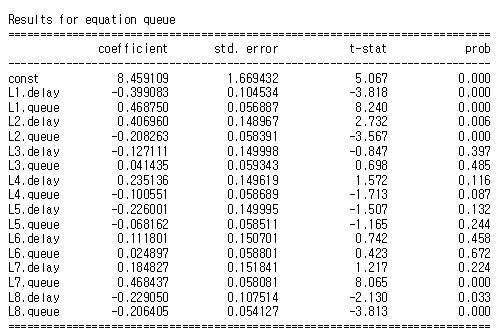 Results for equation queue
==============================================================================
coefficient std. error t-stat prob
------------------------------------------------------------------------------
const 8.459109 1.669432 5.067 0.000
L1.delay -0.399083 0.104534 -3.818 0.000
L1.queue 0.468750 0.056887 8.240 0.000
L2.delay 0.406960 0.148967 2.732 0.006
L2.queue -0.208263 0.058391 -3.567 0.000
L3.delay -0.127111 0.149998 -0.847 0.397
L3.queue 0.041435 0.059343 0.698 0.485
L4.delay 0.235136 0.149619 1.572 0.116
L4.queue -0.100551 0.058689 -1.713 0.087
L5.delay -0.226001 0.149995 -1.507 0.132
L5.queue -0.068162 0.058511 -1.165 0.244
L6.delay 0.111801 0.150701 0.742 0.458
L6.queue 0.024897 0.058801 0.423 0.672
L7.delay 0.184827 0.151841 1.217 0.224
L7.queue 0.468437 0.058081 8.065 0.000
L8.delay -0.229050 0.107514 -2.130 0.033
L8.queue -0.206405 0.054127 -3.813 0.000
==============================================================================